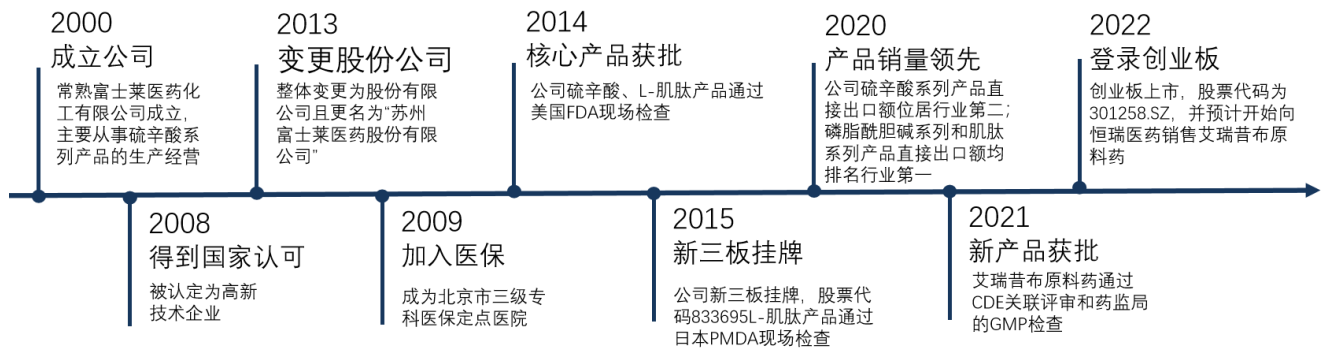 2000
成立公司
常熟富士莱医药化
工有限公司成立，
主要从事硫辛酸系
列产品的生产经营
2008
得到国家认可
被认定为高新
技术企业
2013
变更股份公司
整体变更为股份有限
公司且更名为“苏州
富士莱医药股份有限
公司”
2009
加入医保
成为北京市三级专
科医保定点医院
2014
核心产品获批
公司硫辛酸、L-肌肽产品通过
美国FDA现场检查
2015
新三板挂牌
公司新三板挂牌，股票代
码833695L-肌肽产品通过
日本PMDA现场检查
2020
产品销量领先
公司硫辛酸系列产品直
接出口额位居行业第二；
磷脂酰胆碱系列和肌肽
系列产品直接出口额均
排名行业第一
2021
新产品获批
艾瑞昔布原料药通过
CDE关联评审和药监局
的GMP检查
2022
登录创业板
创业板上市，股票代码为
301258.SZ，并预计开始向
恒瑞医药销售艾瑞昔布原
料药